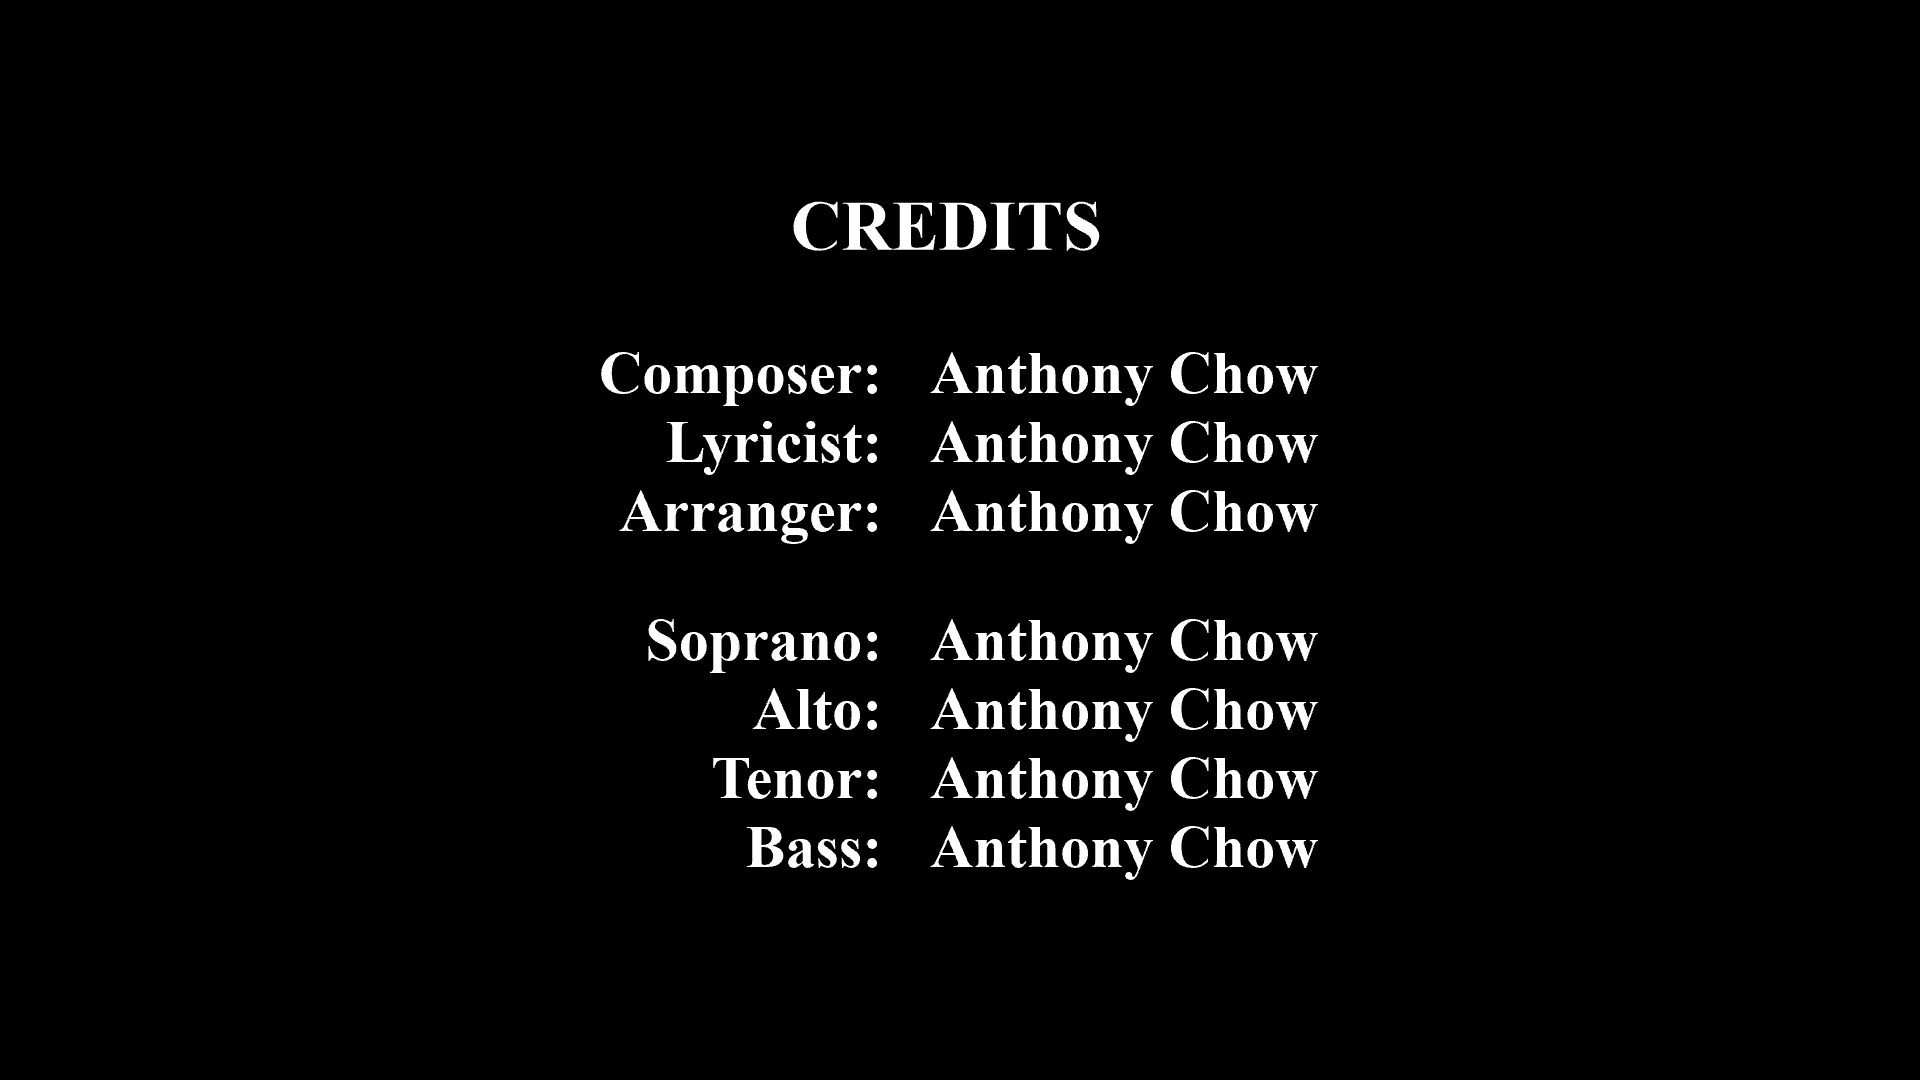 CREDITS
Composer: Anthony Chow
Lyricist: Anthony Chow
Arranger: Anthony Chow
Soprano: Anthony Chow
Alto: Anthony Chow
Tenor: Anthony Chow
Bass: Anthony Chow